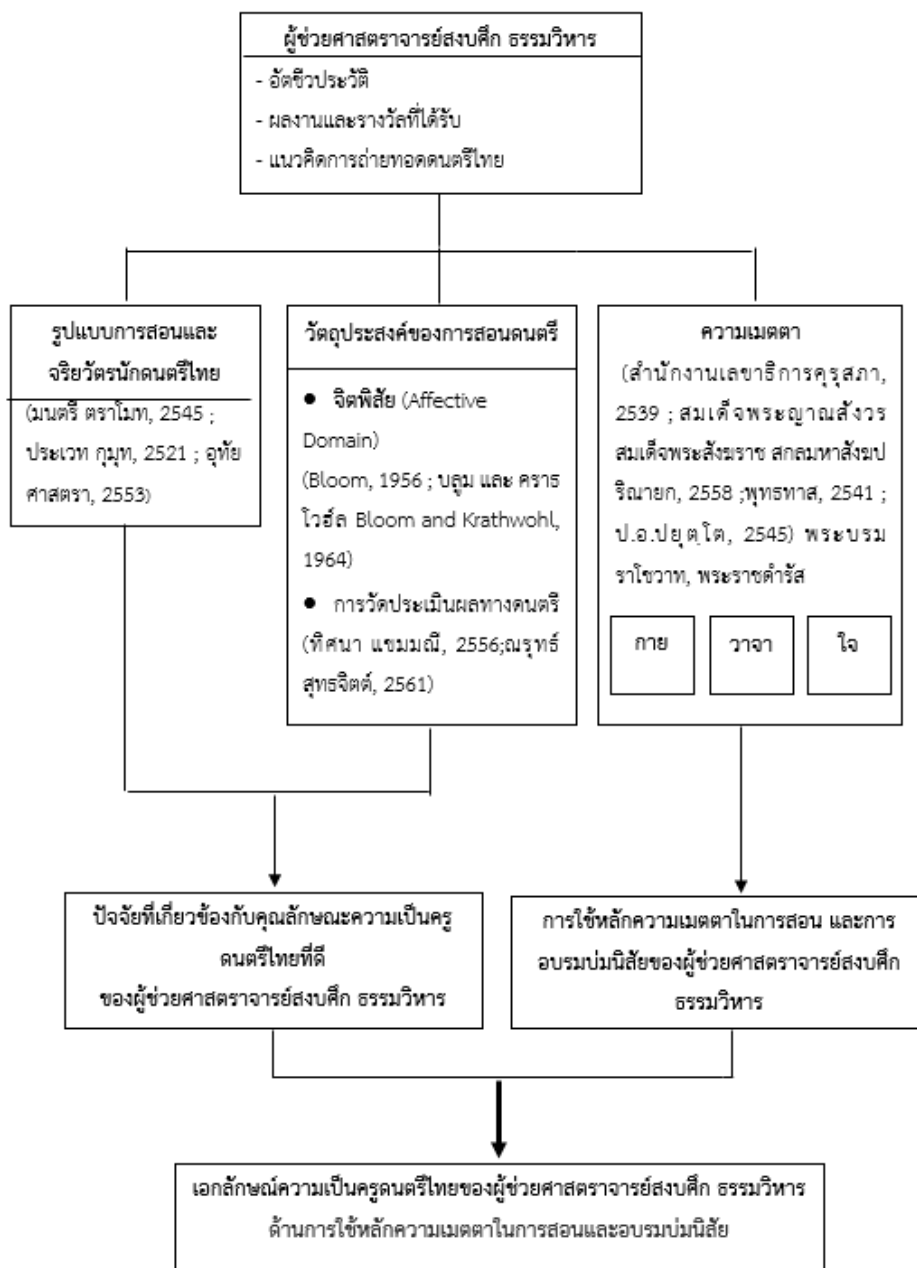 ผู้ช่วยศาสตราจารย์สงบศึก ธรรมวิหาร
- อัตชีวประวัติ
- ผลงานและรางวัลที่ได้รับ
- แนวคิดการถ่ายทอดดนตรีไทย
รูปแบบการสอนและ
จริยวัตรนักดนตรีไทย
(มนตรี ตราโมท, 2545 ;
ประเวท กุมุท, 2521 ; อุทัย
ศาสตรา, 2553)
วัตถุประสงค์ของการสอนดนตรี
● จิตพิสัย (Affective
Domain)
(Bloom, 1956 ; บลูม และ คราธ
โวฮ์ล Bloom and Krathwohl,
1964)
● การวัดประเมินผลทางดนตรี
(ทิศนา แขมมณี, 2556;ณรุทธ์
สุทธจิตต์, 2561)
ความเมตตา
(สำนักงานเลขาธิการคุรุสภา,
2539 ; สมเด็จพระญาณสังวร
สมเด็จพระสังฆราช สกลมหาสังฆป
ริณายก, 2558 ;พุทธทาส, 2541 ;
ป.อ.ปยุตฺโต, 2545) พระบรม
ราโชวาท, พระราชดำรัส
กาย วาจา ใจ
ปัจจัยที่เกี่ยวข้องกับคุณลักษณะความเป็นครู
ดนตรีไทยที่ดี
ของผู้ช่วยศาสตราจารย์สงบศึก ธรรมวิหาร
การใช้หลักความเมตตาในการสอน และการ
อบรมบ่มนิสัยของผู้ช่วยศาสตราจารย์สงบศึก
ธรรมวิหาร
เอกลักษณ์ความเป็นครูดนตรีไทยของผู้ช่วยศาสตราจารย์สงบศึก ธรรมวิหาร
ด้านการใช้หลักความเมตตาในการสอนและอบรมบ่มนิสัย